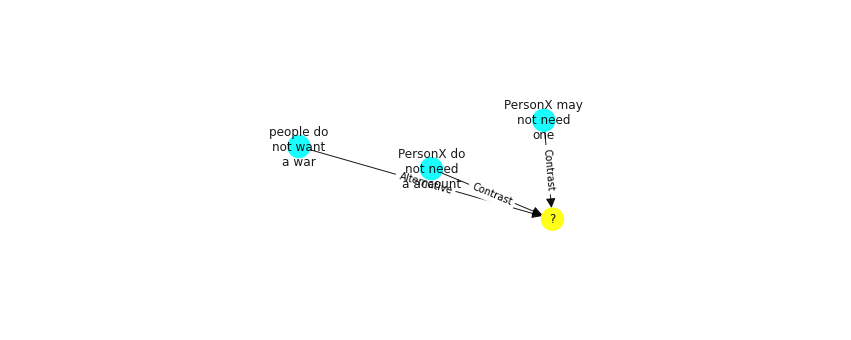 PersonX may
not need
one
people do
not want
a war
PersonX do
not need
a account
Alternative
Contrast
Contrast
?